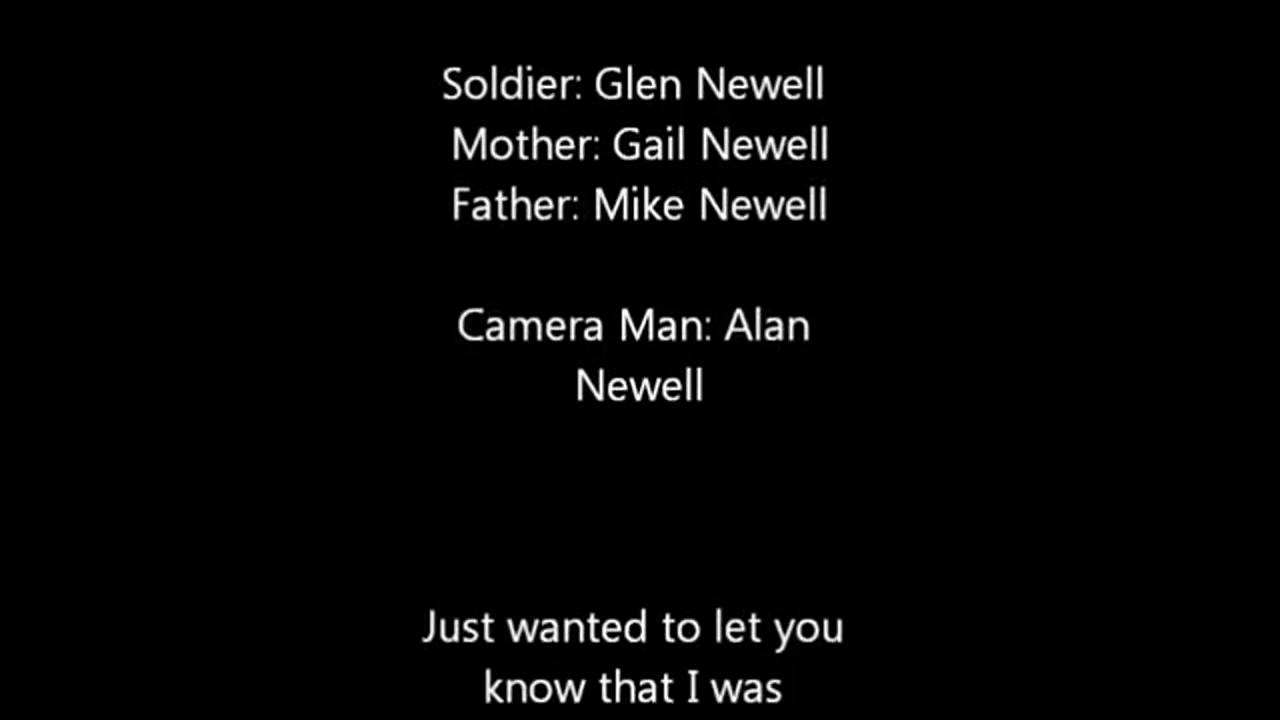 Soldier: Glen Newell
Mother: Gail Newell
Father: Mike Newell
Camera Man: Alan
Newell
Just wanted to let you
know that I was